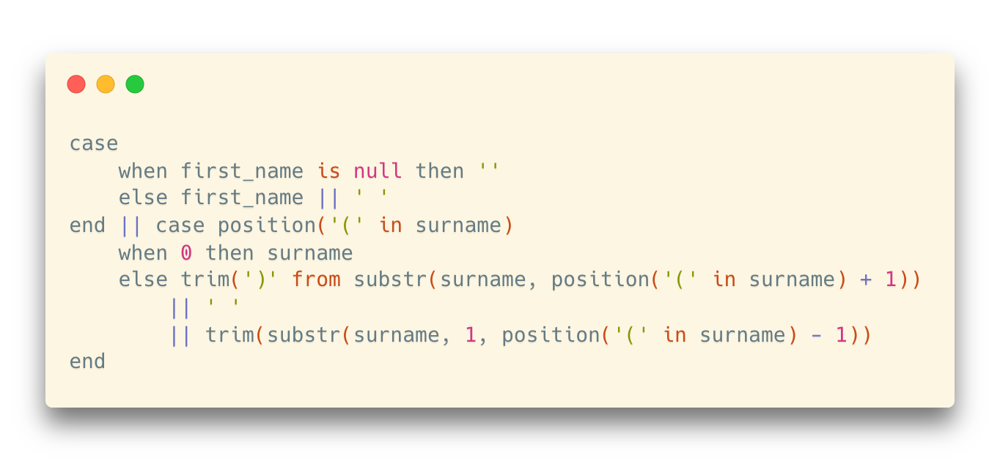 case
    when first_name is null then ''
    else first_name || ' '
end || case position('(' in surname)
    when 0 then surname
    else trim(')' from substr(surname, position('(' in surname) + 1))
        || ' '
        || trim(substr(surname, 1, position('(' in surname) - 1))
end